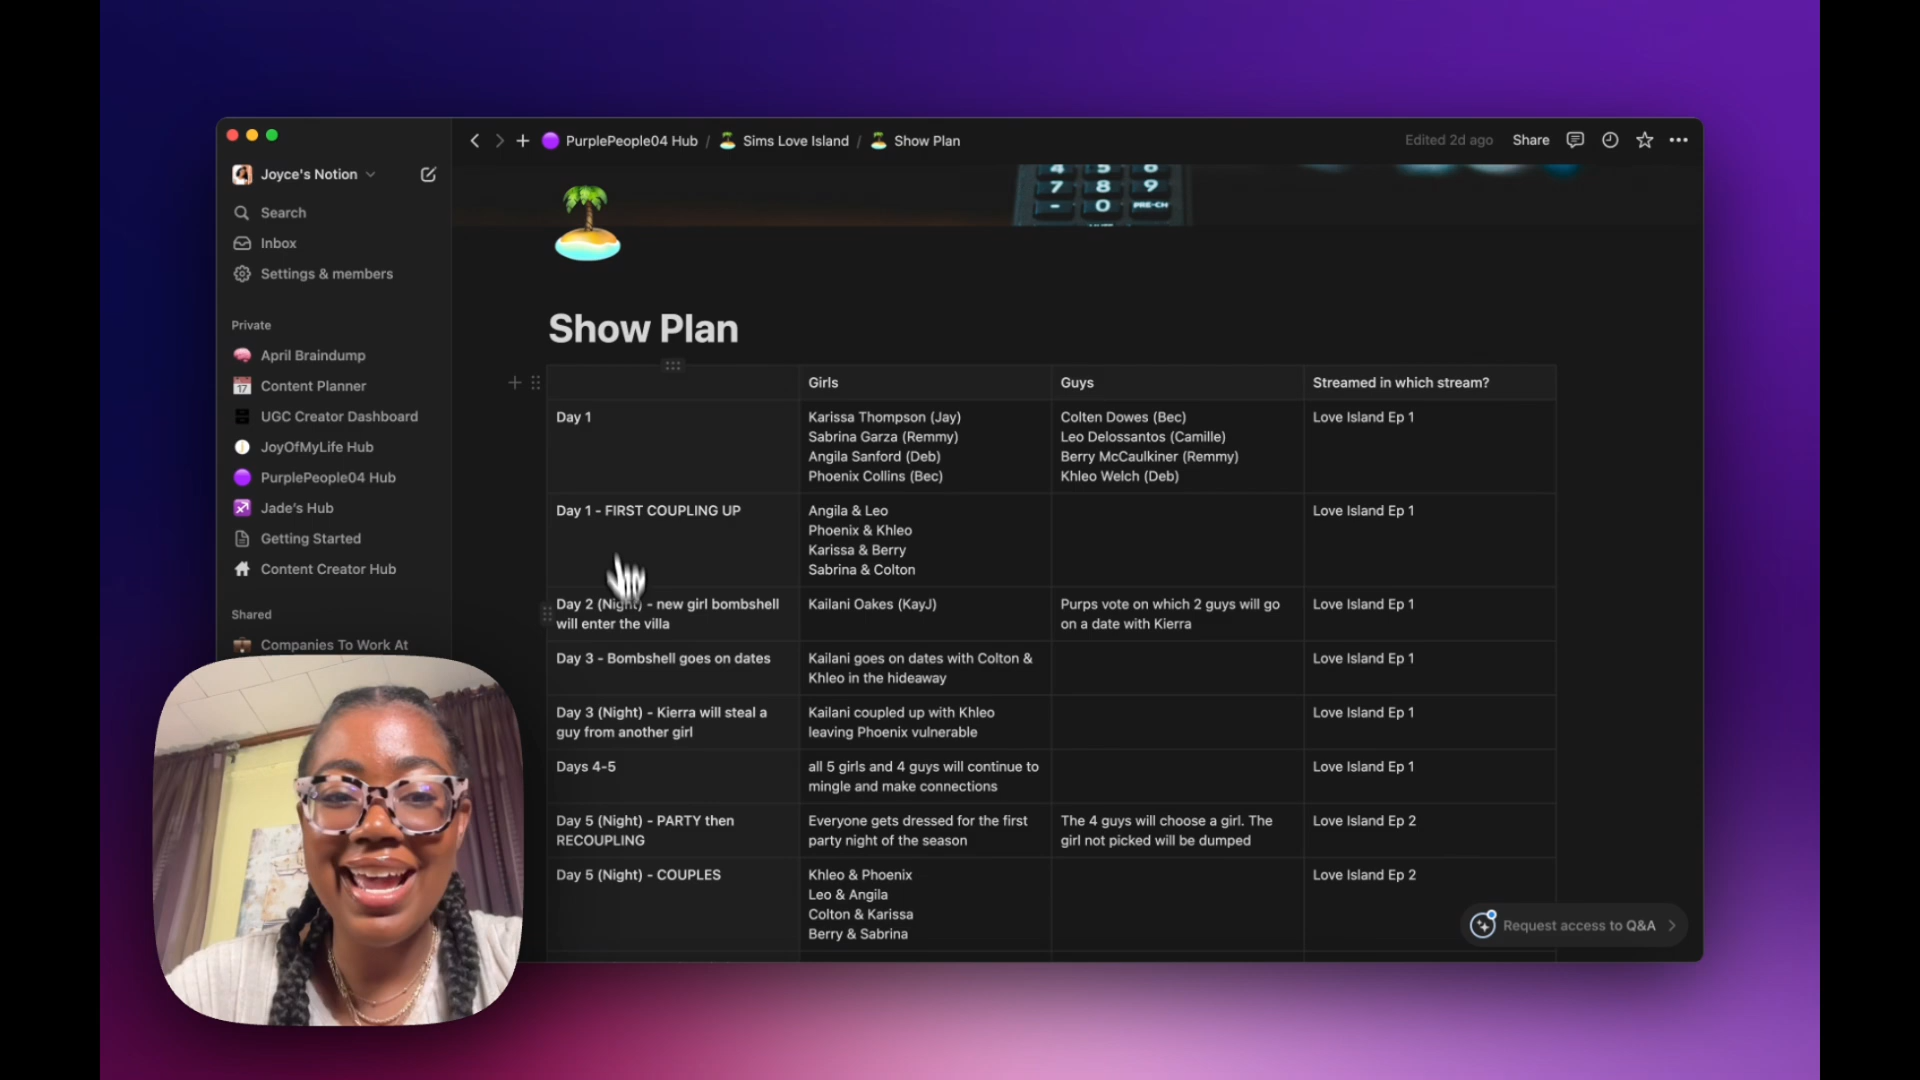 PurplePeople04 Hub / Sims Love Island / Show Plan
Edited 2d ago Share
Joyce's Notion
Search
Inbox
Settings & members
Private
April Braindump
17 Content Planner
UGC Creator Dashboard
JoyOfMyLife Hub
PurplePeople04 Hub
Jade's Hub
Getting Started
Content Creator Hub
Shared
Companies To Work At
7 8 9
- 0 PRE-CH
Show Plan
Girls Guys Streamed in which stream?
Day 1
Karissa Thompson (Jay)
Sabrina Garza (Remmy)
Angila Sanford (Deb)
Phoenix Collins (Bec)
Colten Dowes (Bec)
Leo Delossantos (Camille)
Berry McCaulkiner (Remmy)
Khleo Welch (Deb)
Love Island Ep 1
Day 1 - FIRST COUPLING UP
Angila & Leo
Phoenix & Khleo
Karissa & Berry
Sabrina & Colton
Love Island Ep 1
Day 2 (Night) - new girl bombshell
will enter the villa
Kailani Oakes (KayJ)
Purps vote on which 2 guys will go
on a date with Kierra
Love Island Ep 1
Day 3 - Bombshell goes on dates
Kailani goes on dates with Colton &
Khleo in the hideaway
Love Island Ep 1
Day 3 (Night) - Kierra will steal a
guy from another girl
Kailani coupled up with Khleo
leaving Phoenix vulnerable
Love Island Ep 1
Days 4-5
all 5 girls and 4 guys will continue to
mingle and make connections
Love Island Ep 1
Day 5 (Night) - PARTY then
RECOUPLING
Everyone gets dressed for the first
party night of the season
The 4 guys will choose a girl. The
girl not picked will be dumped
Love Island Ep 2
Day 5 (Night) - COUPLES
Khleo & Phoenix
Leo & Angila
Colton & Karissa
Berry & Sabrina
Love Island Ep 2
Request access to Q&A